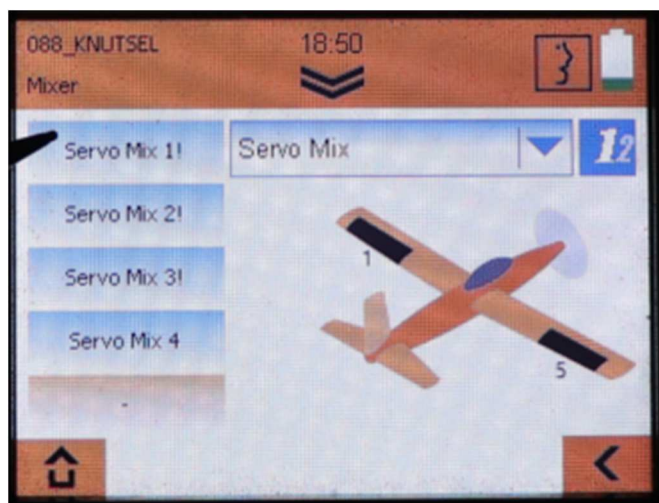 088_KNUTSEL
18:50
Mixer
Servo Mix 1!
Servo Mix
12
Servo Mix 2!
Servo Mix 3!
1
Servo Mix 4
5
-